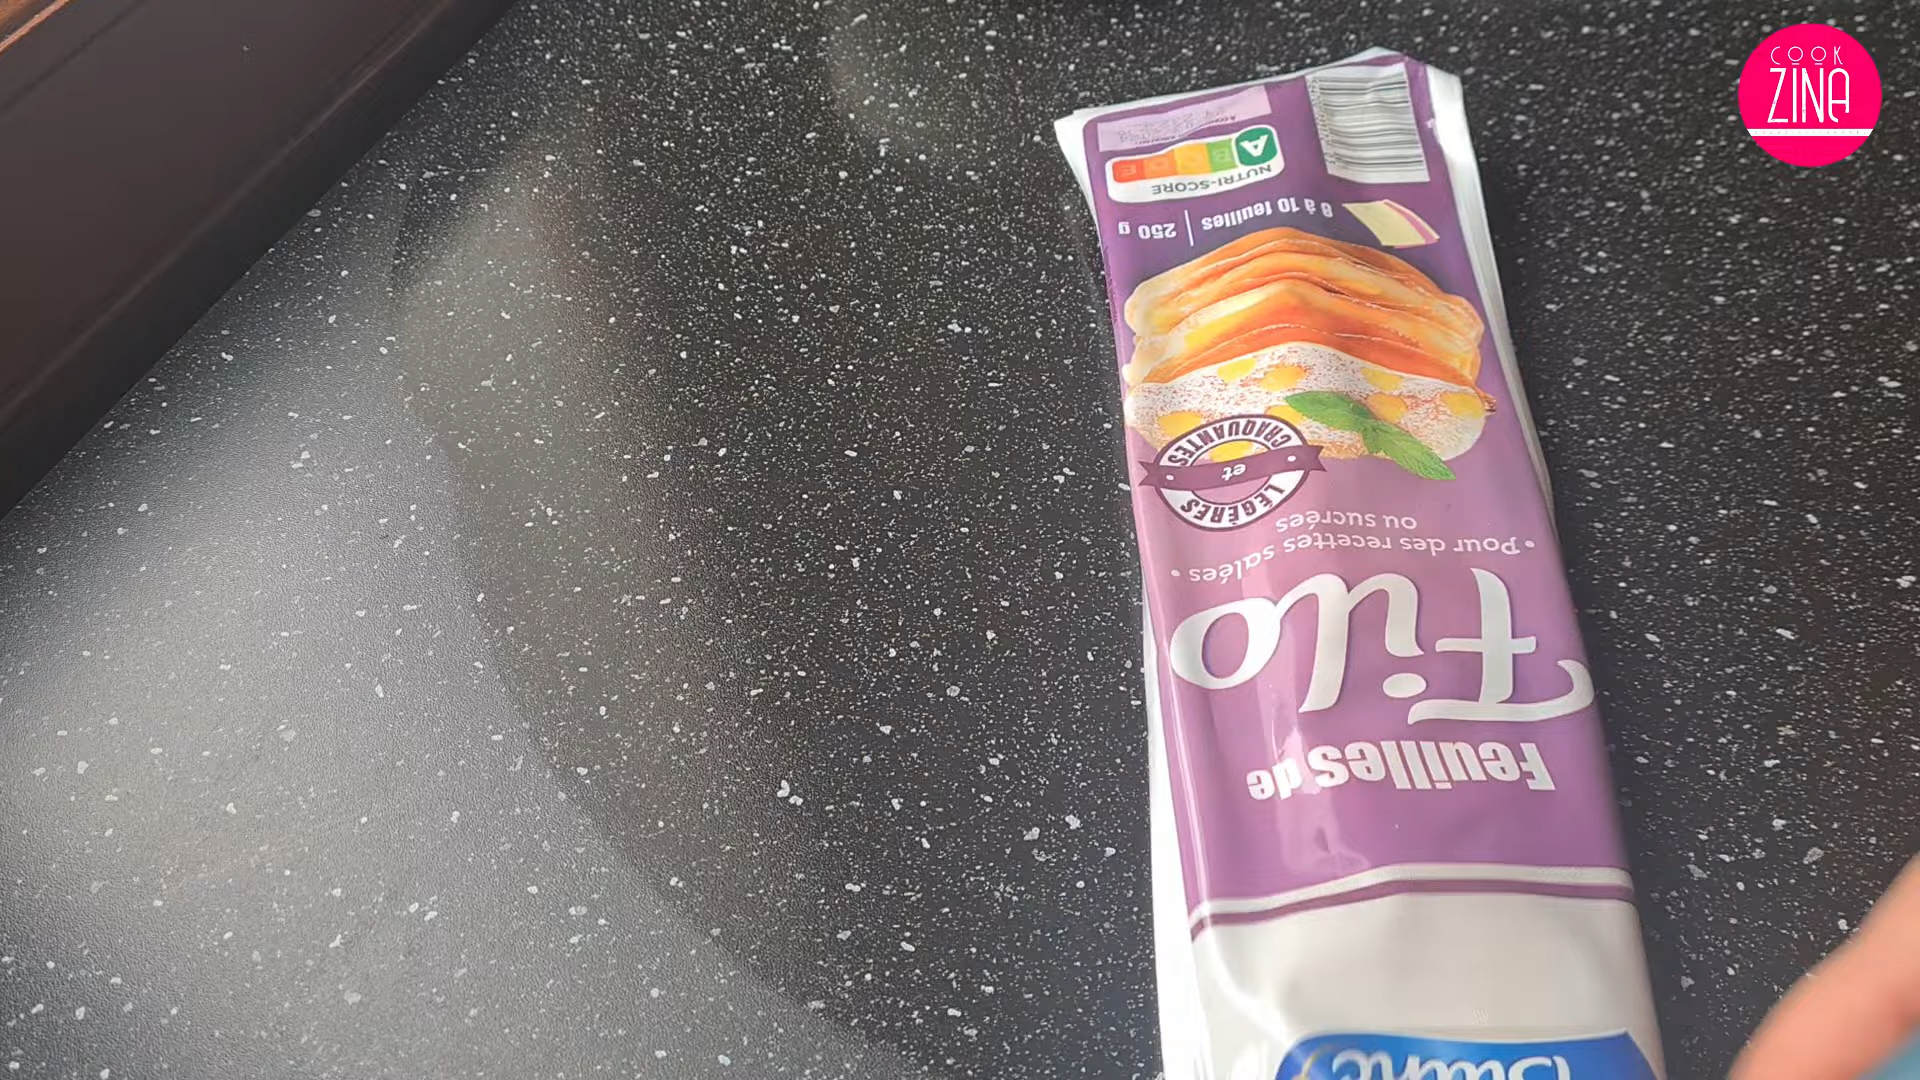 COOK
ZINA
Feuilles de
Filo
• Pour des recettes salées •
ou sucrées
LÉGÈRES
et
CRAQUANTES
8 à 10 feuilles | 250 g
NUTRI-SCORE
A B C D E